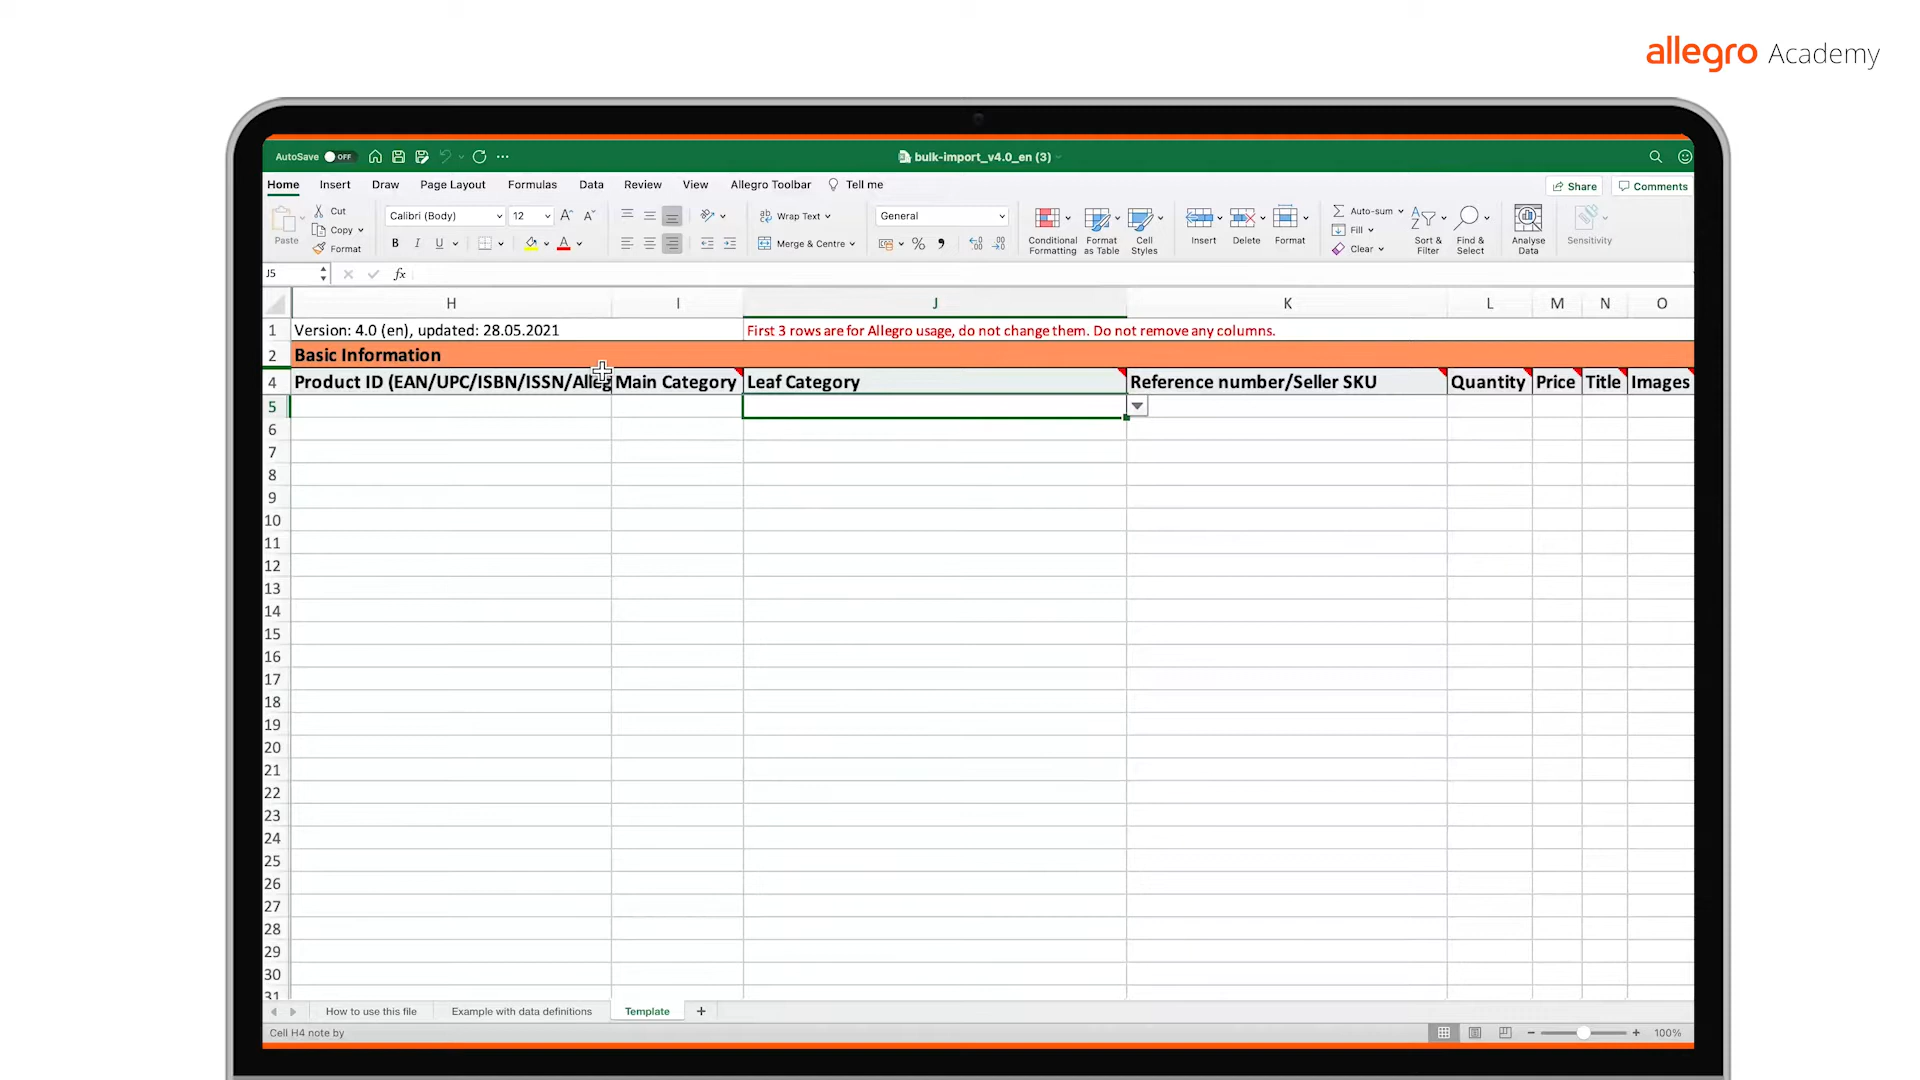 allegro Academy
AutoSave OFF
bulk-import_v4.0_en (3)
Home Insert Draw Page Layout Formulas Data Review View Allegro Toolbar Tell me
Share Comments
Paste
Cut
Copy
Format
Calibri (Body) 12
B I U
A A A
Wrap Text
Merge & Centre
General
%
Conditional Formatting
Format as Table
Cell Styles
Insert
Delete
Format
Auto-sum
Fill
Clear
Sort & Filter
Find & Select
Analyse Data
Sensitivity
J5 fx
H I J K L M N O
1 Version: 4.0 (en), updated: 28.05.2021 First 3 rows are for Allegro usage, do not change them. Do not remove any columns.
2 Basic Information
4 Product ID (EAN/UPC/ISBN/ISSN/Alleg Main Category Leaf Category Reference number/Seller SKU Quantity Price Title Images
5
6
7
8
9
10
11
12
13
14
15
16
17
18
19
20
21
22
23
24
25
26
27
28
29
30
31
How to use this file Example with data definitions Template +
Cell H4 note by
100%